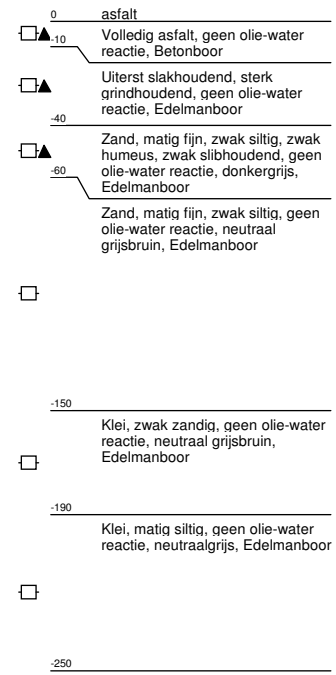 0 asfalt
-10 Volledig asfalt, geen olie-water
reactie, Betonboor
Uiterst slakhoudend, sterk
grindhoudend, geen olie-water
reactie, Edelmanboor
-40
Zand, matig fijn, zwak siltig, zwak
humeus, zwak slibhoudend, geen
-60 olie-water reactie, donkergrijs,
Edelmanboor
Zand, matig fijn, zwak siltig, geen
olie-water reactie, neutraal
grijsbruin, Edelmanboor
-150
Klei, zwak zandig, geen olie-water
reactie, neutraal grijsbruin,
Edelmanboor
-190
Klei, matig siltig, geen olie-water
reactie, neutraalgrijs, Edelmanboor
-250